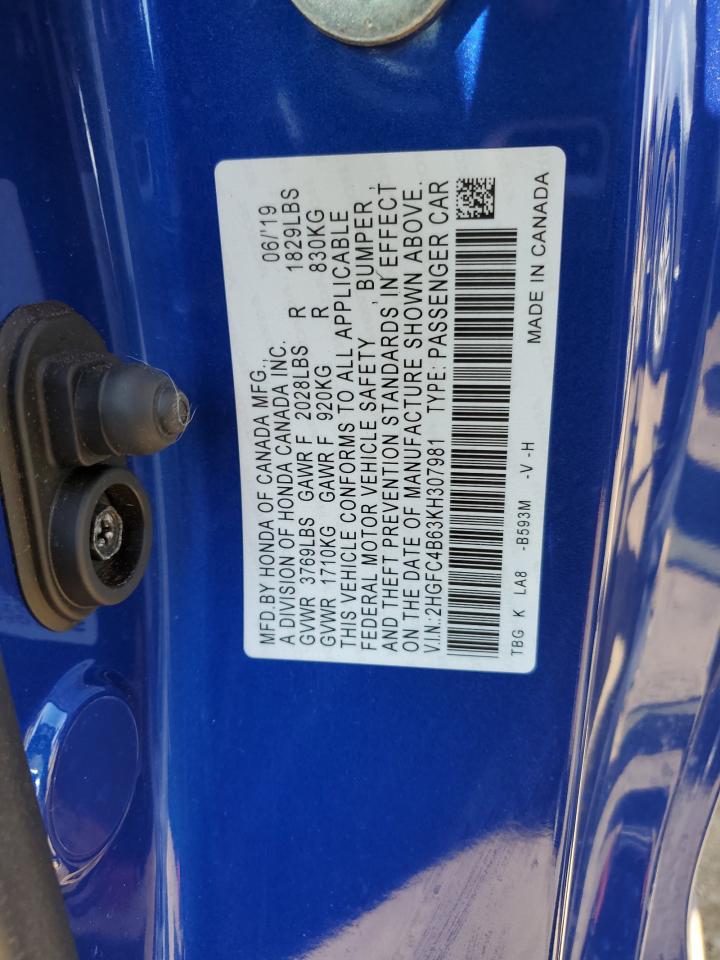 MFD.BY HONDA OF CANADA MFG., 06/'19
A DIVISION OF HONDA CANADA INC.
GVWR 3769LBS GAWR F 2028LBS R 1829LBS
GVWR 1710KG GAWR F 920KG R 830KG
THIS VEHICLE CONFORMS TO ALL APPLICABLE
FEDERAL MOTOR VEHICLE SAFETY , BUMPER ,
AND THEFT PREVENTION STANDARDS IN EFFECT
ON THE DATE OF MANUFACTURE SHOWN ABOVE.
V.I.N.:2HGFC4B63KH307981 TYPE: PASSENGER CAR
TBG K LA8 -B593M -V -H MADE IN CANADA